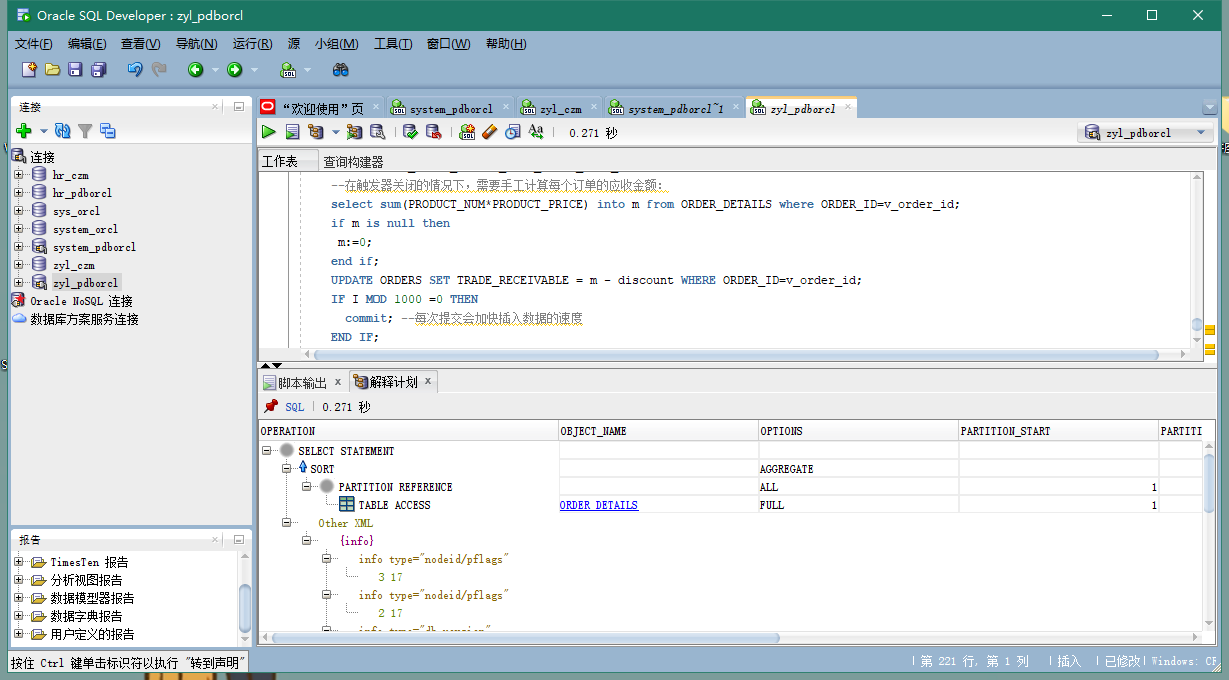 Oracle SQL Developer : zyl_pdborcl
文件(F) 编辑(E) 查看(V) 导航(N) 运行(R) 源 小组(M) 工具(T) 窗口(W) 帮助(H)
连接
连接
hr_czm
hr_pdborcl
sys_orcl
system_orcl
system_pdborcl
zyl_czm
zyl_pdborcl
Oracle NoSQL 连接
数据库方案服务连接
报告
TimesTen 报告
分析视图报告
数据模型器报告
数据字典报告
用户定义的报告
“欢迎使用”页 system_pdborcl zyl_czm system_pdborcl~1 zyl_pdborcl
0.271 秒 zyl_pdborcl
工作表 查询构建器
--在触发器关闭的情况下，需要手工计算每个订单的应收金额：
select sum(PRODUCT_NUM*PRODUCT_PRICE) into m from ORDER_DETAILS where ORDER_ID=v_order_id;
if m is null then
m:=0;
end if;
UPDATE ORDERS SET TRADE_RECEIVABLE = m - discount WHERE ORDER_ID=v_order_id;
IF I MOD 1000 =0 THEN
commit; --每次提交会加快插入数据的速度
END IF;
脚本输出 x 解释计划 x
SQL 0.271 秒
OPERATION OBJECT_NAME OPTIONS PARTITION_START PARTITI
SELECT STATEMENT
SORT AGGREGATE
PARTITION REFERENCE ALL 1
TABLE ACCESS ORDER_DETAILS FULL 1
Other XML
{info}
info type="nodeid/pflags"
3 17
info type="nodeid/pflags"
2 17
info type="db_version"
按住 Ctrl 键单击标识符以执行 "转到声明" 第 221 行, 第 1 列 插入 已修改 Windows: CR